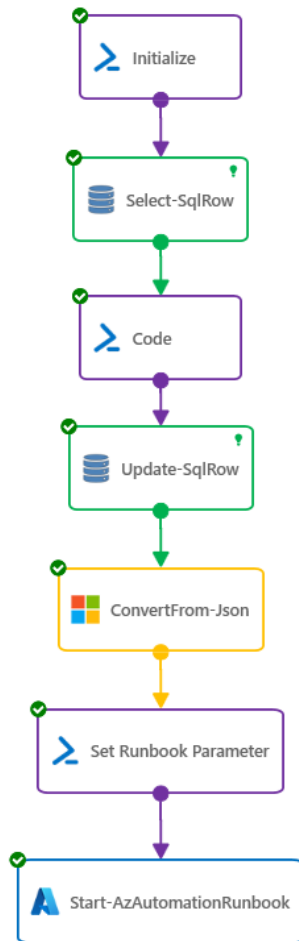 Initialize
Select-SqlRow
Code
Update-SqlRow
ConvertFrom-Json
Set Runbook Parameter
Start-AzAutomationRunbook